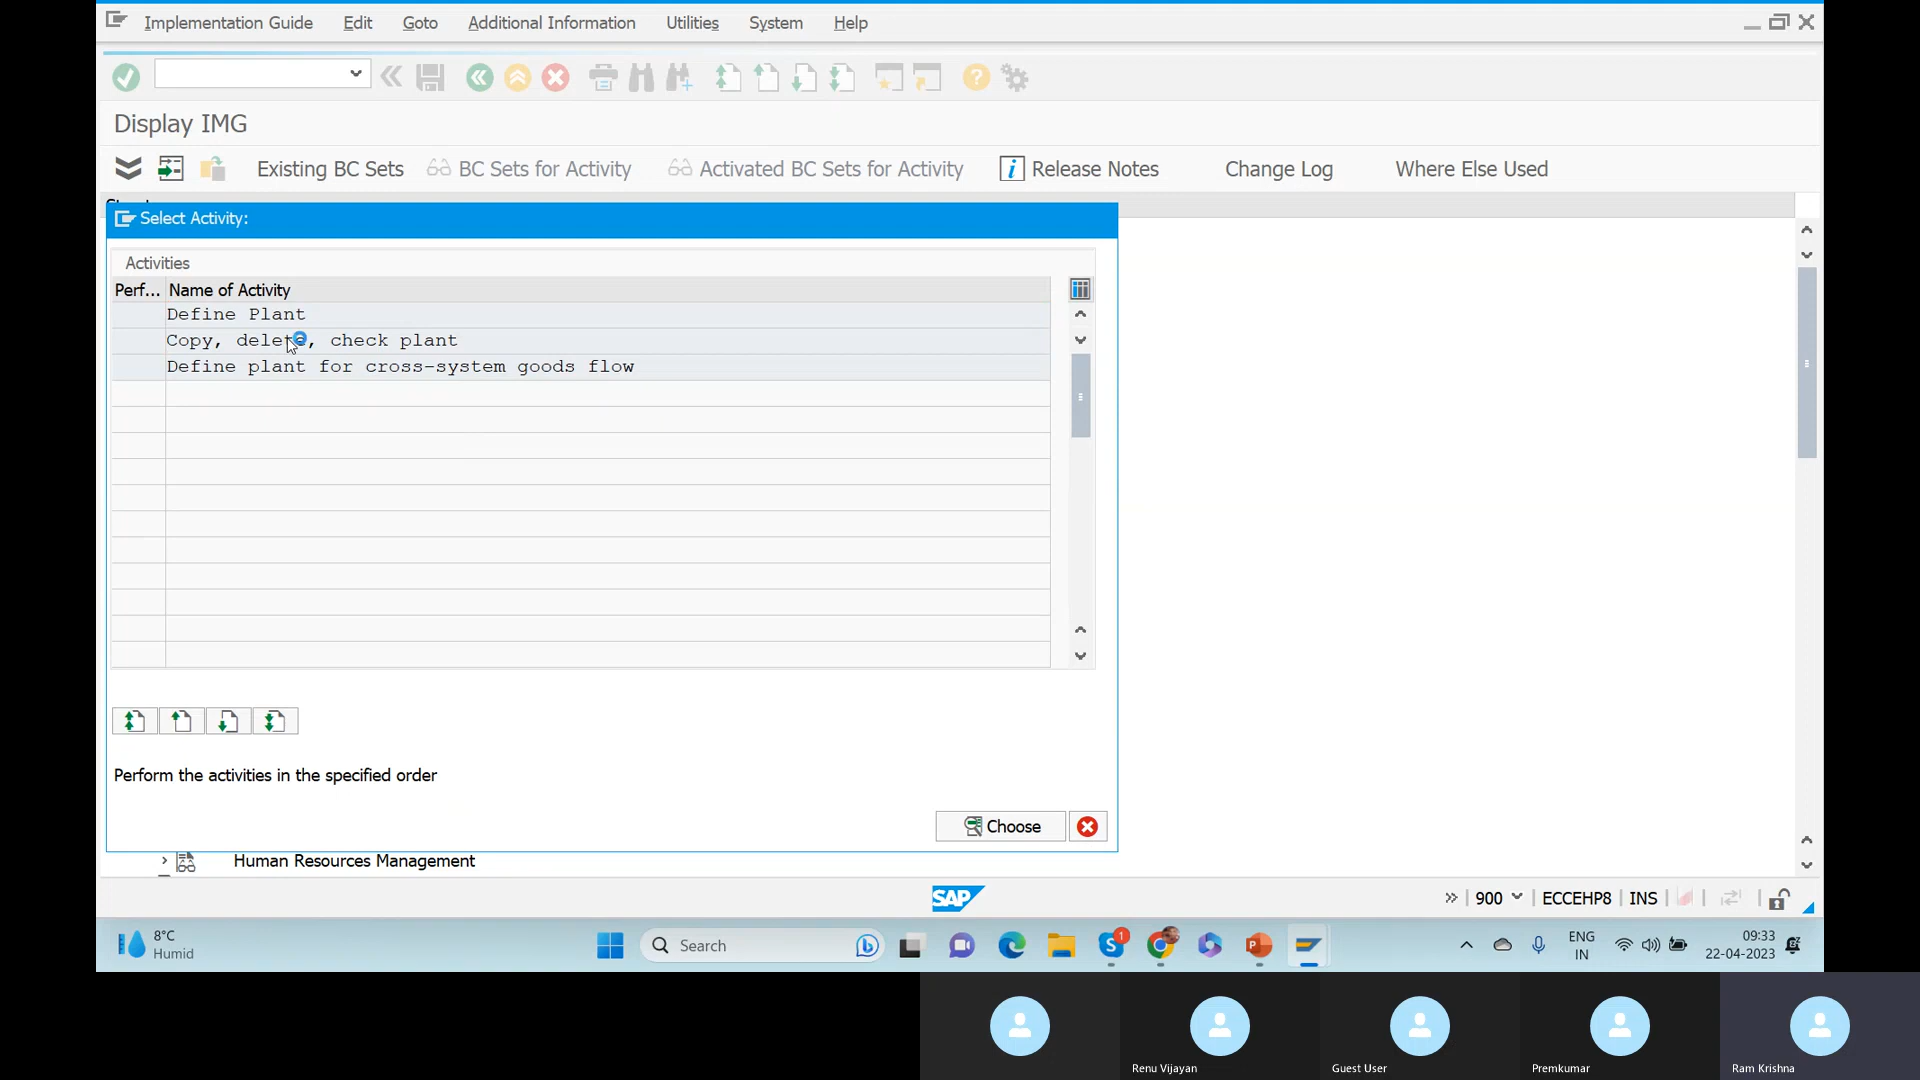 Implementation Guide Edit Goto Additional Information Utilities System Help
Display IMG
Existing BC Sets BC Sets for Activity Activated BC Sets for Activity Release Notes Change Log Where Else Used
Select Activity:
Activities
Perf... Name of Activity
Define Plant
Copy, delete, check plant
Define plant for cross-system goods flow
Perform the activities in the specified order
Choose
Human Resources Management
SAP 900 ECCEHP8 INS
8°C
Humid
Search
1
ENG
IN
09:33
22-04-2023
Renu Vijayan Guest User Premkumar Ram Krishna